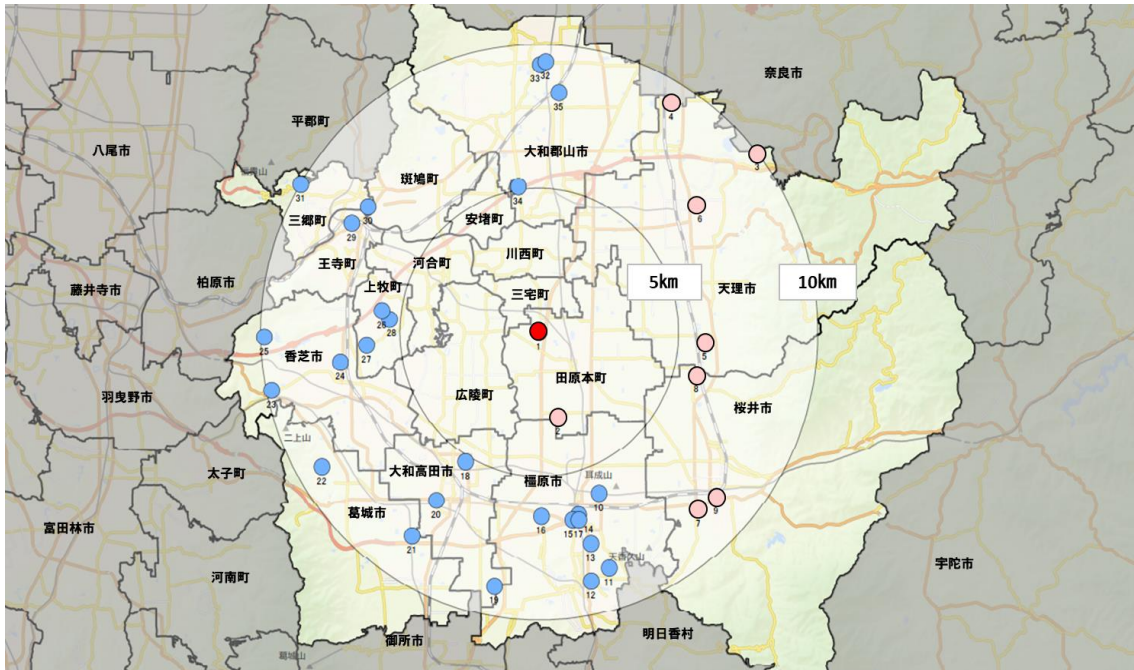 奈良市
33
32
35
4
平郡町
八尾市
大和郡山市
3
斑鳩町
31
34
6
30
三郷町
安堵町
29
川西町
王寺町
河合町
5km
10km
柏原市
天理市
上牧町
三宅町
藤井寺市
26
28
1
25
27
5
香芝市
24
8
田原本町
広陵町
羽曳野市
23
桜井市
2
二上山
大和高田市
18
橿原市
耳成山
太子町
22
10
20
9
葛城市
7
富田林市
16
15
17
14
21
13
天香久山
11
宇陀市
河南町
12
19
明日香村
御所市
葛城山